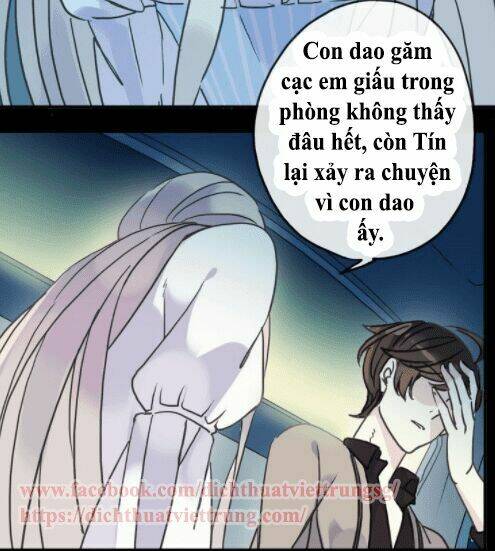 Con dao găm
cạc em giấu trong
phòng không thấy
đâu hết, còn Tín
lại xảy ra chuyện
vì con dao
ấy.
www.facebook.com/dichthuatviettrungsg/
https://dichthuatviettrung.com/